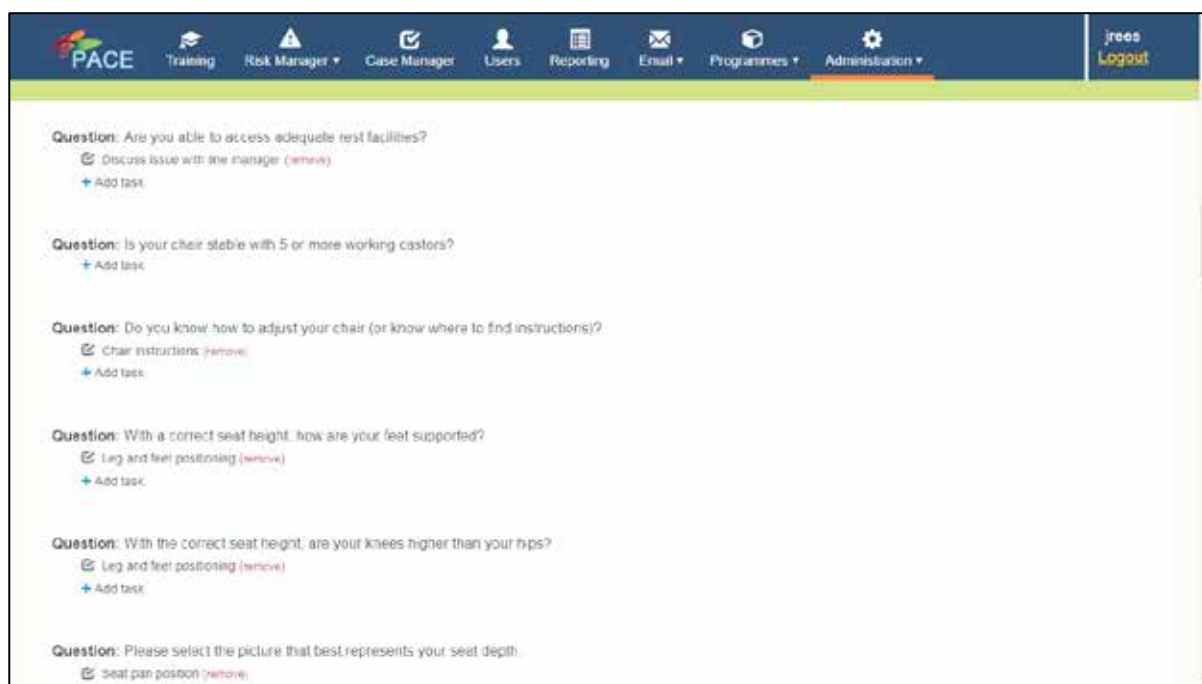 PACE
Training
Risk Manager
Case Manager
Users
Reporting
Email
Programmes
Administration
jrees
Logout
Question: Are you able to access adequate rest facilities?
Discuss issue with line manager (remove)
+ Add task
Question: Is your chair stable with 5 or more working castors?
+ Add task
Question: Do you know how to adjust your chair (or know where to find instructions)?
Chair instructions (remove)
+ Add task
Question: With a correct seat height, how are your feet supported?
Leg and feet positioning (remove)
+ Add task
Question: With the correct seat height, are your knees higher than your hips?
Leg and feet positioning (remove)
+ Add task
Question: Please select the picture that best represents your seat depth.
Seat pan position (remove)